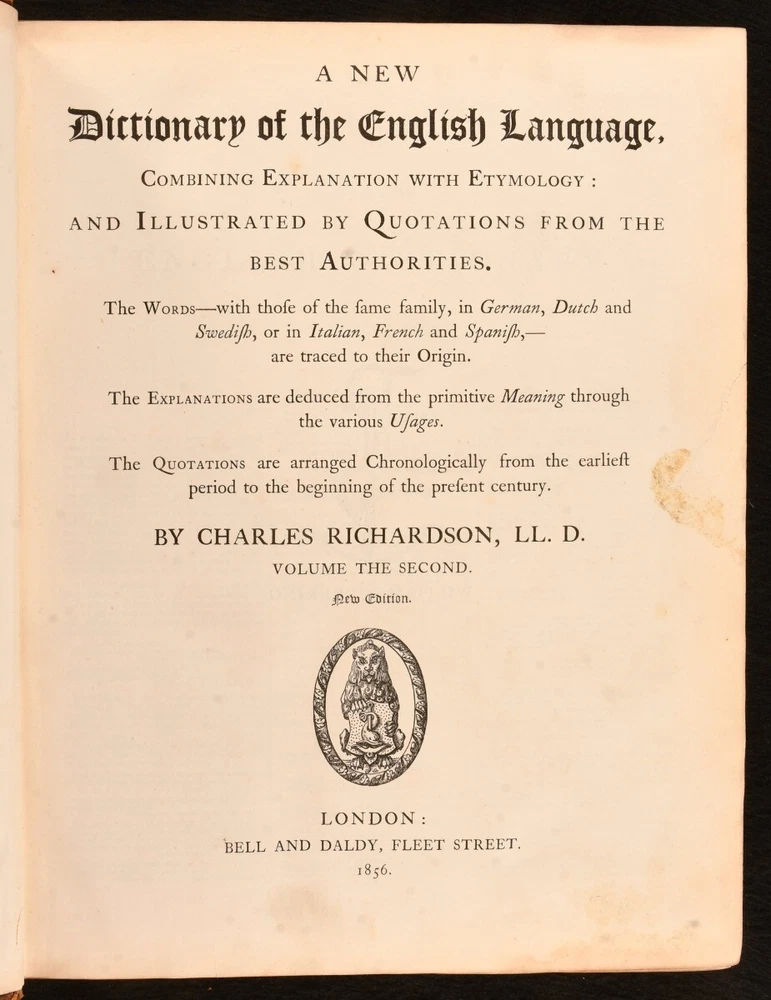 A NEW
Dictionary of the English Language,
COMBINING EXPLANATION WITH ETYMOLOGY :
AND ILLUSTRATED BY QUOTATIONS FROM THE
BEST AUTHORITIES.
The WORDS—with thoſe of the ſame family, in German, Dutch and
Swediſh, or in Italian, French and Spaniſh,—
are traced to their Origin.
The EXPLANATIONS are deduced from the primitive Meaning through
the various Uſages.
The QUOTATIONS are arranged Chronologically from the earlieſt
period to the beginning of the preſent century.
BY CHARLES RICHARDSON, LL. D.
VOLUME THE SECOND.
New Edition.
LONDON:
BELL AND DALDY, FLEET STREET.
1856.